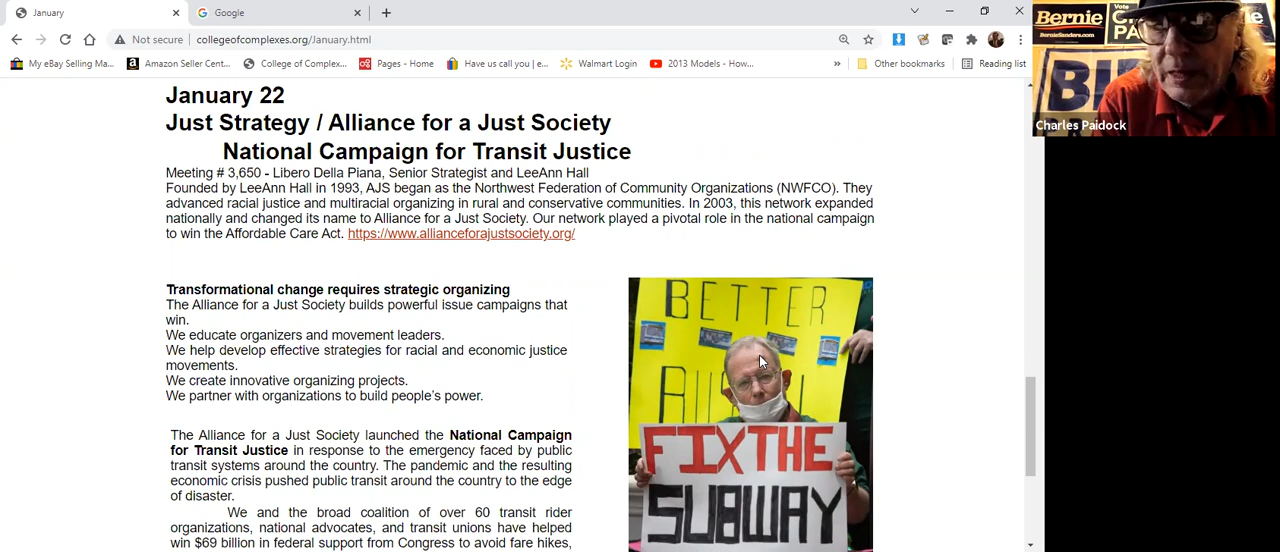 January
Google
Not secure
collegeofcomplexes.org/January.html
My eBay Selling Ma...
Amazon Seller Cent...
College of Complex...
Pages - Home
Have us call you | e...
Walmart Login
2013 Models - How...
»
Other bookmarks
Reading list
January 22
Just Strategy / Alliance for a Just Society
National Campaign for Transit Justice
Meeting # 3,650 - Libero Della Piana, Senior Strategist and LeeAnn Hall
Founded by LeeAnn Hall in 1993, AJS began as the Northwest Federation of Community Organizations (NWFCO). They
advanced racial justice and multiracial organizing in rural and conservative communities. In 2003, this network expanded
nationally and changed its name to Alliance for a Just Society. Our network played a pivotal role in the national campaign
to win the Affordable Care Act. https://www.allianceforajustsociety.org/
Transformational change requires strategic organizing
The Alliance for a Just Society builds powerful issue campaigns that
win.
We educate organizers and movement leaders.
We help develop effective strategies for racial and economic justice
movements.
We create innovative organizing projects.
We partner with organizations to build people's power.
The Alliance for a Just Society launched the National Campaign
for Transit Justice in response to the emergency faced by public
transit systems around the country. The pandemic and the resulting
economic crisis pushed public transit around the country to the edge
of disaster.
We and the broad coalition of over 60 transit rider
organizations, national advocates, and transit unions have helped
win $69 billion in federal support from Congress to avoid fare hikes,
BETTER
FIX THE
SUBWAY
Bernie
BernieSanders.com
Vote
Charles Paidock